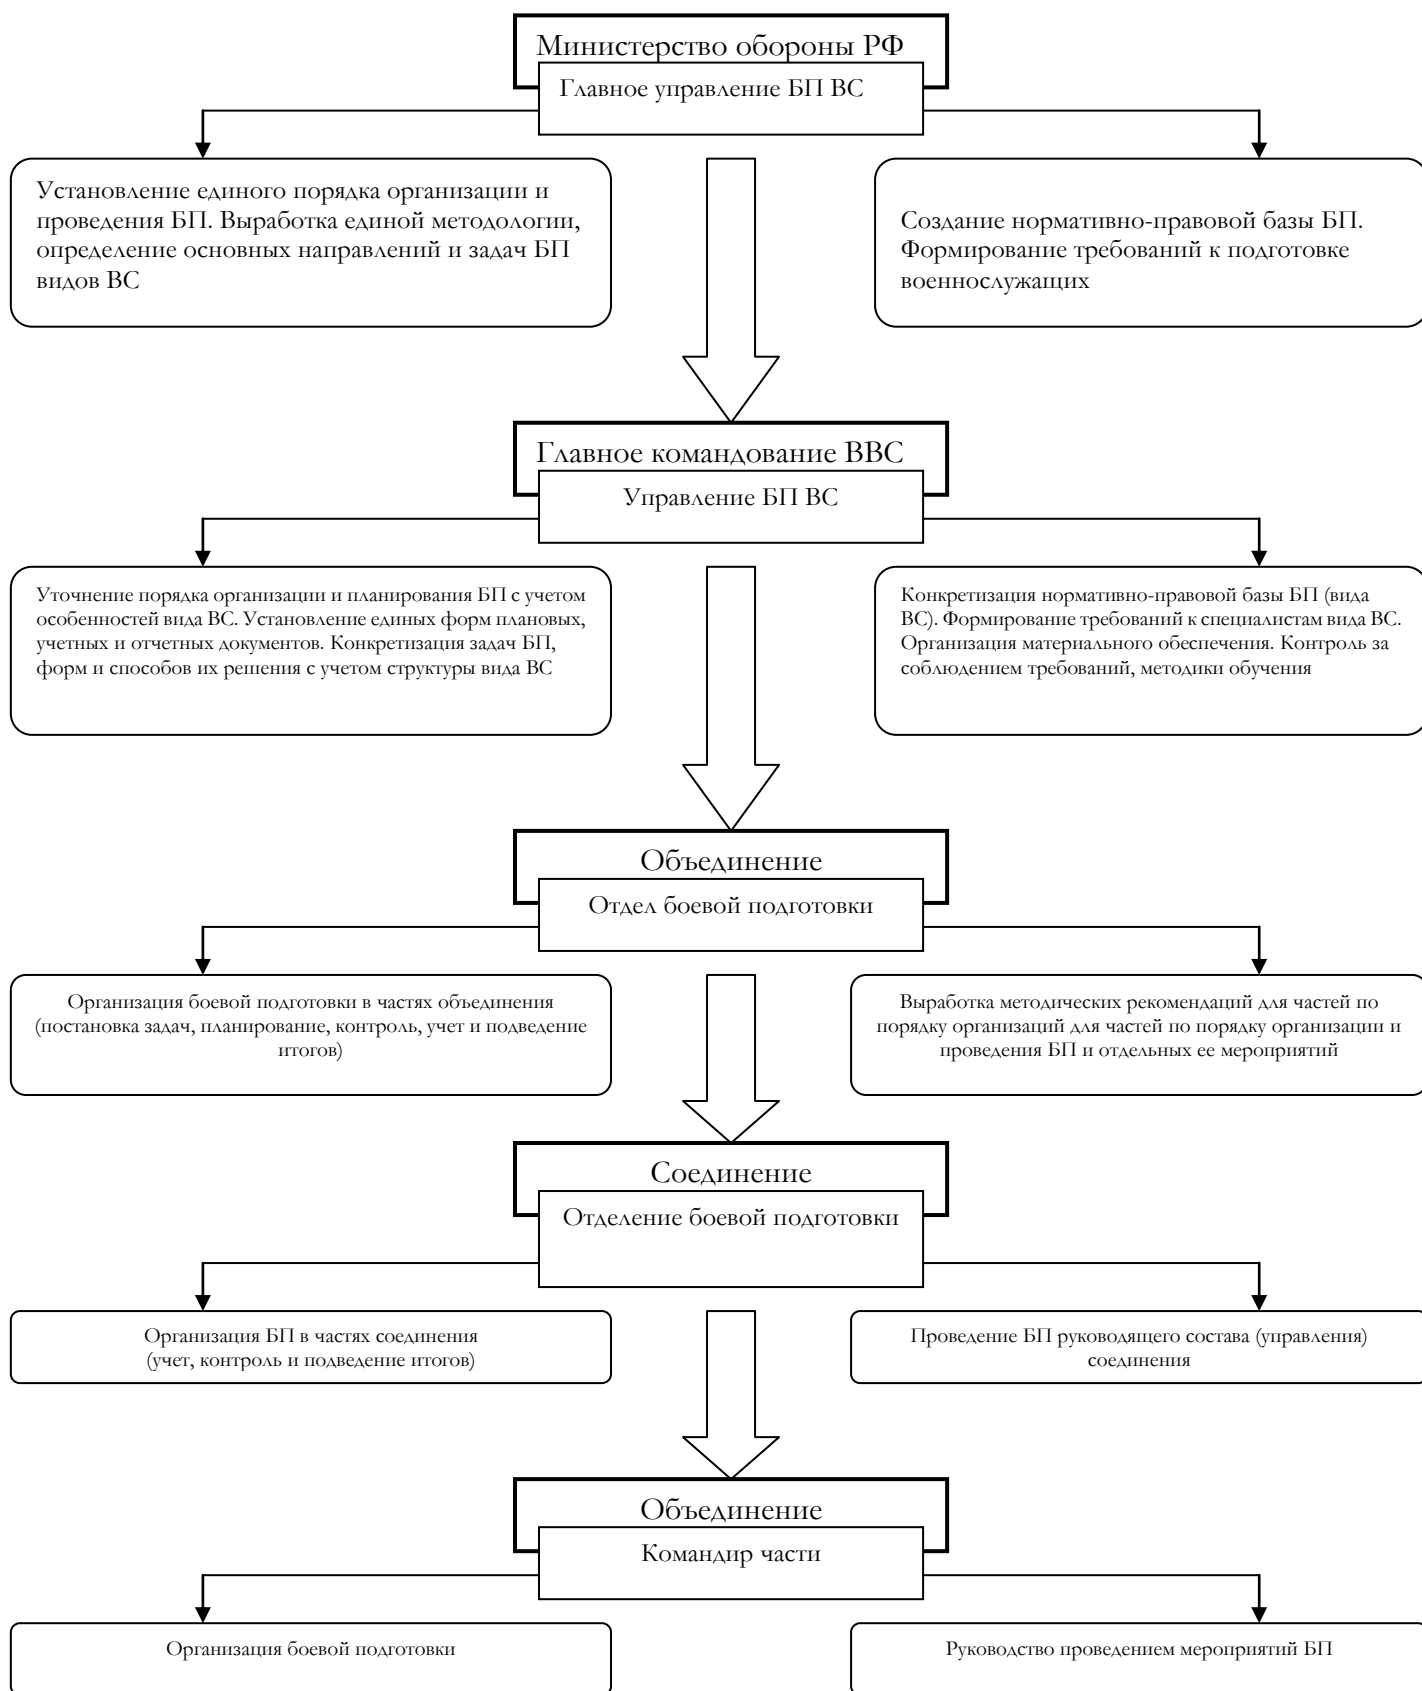 Министерство обороны РФ
Главное управление БП ВС
Установление единого порядка организации и
проведения БП. Выработка единой методологии,
определение основных направлений и задач БП
видов ВС
Создание нормативно-правовой базы БП.
Формирование требований к подготовке
военнослужащих
Главное командование ВВС
Управление БП ВС
Уточнение порядка организации и планирования БП с учетом
особенностей вида ВС. Установление единых форм плановых,
учетных и отчетных документов. Конкретизация задач БП,
форм и способов их решения с учетом структуры вида ВС
Конкретизация нормативно-правовой базы БП (вида
ВС). Формирование требований к специалистам вида ВС.
Организация материального обеспечения. Контроль за
соблюдением требований, методики обучения
Объединение
Отдел боевой подготовки
Организация боевой подготовки в частях объединения
(постановка задач, планирование, контроль, учет и подведение
итогов)
Выработка методических рекомендаций для частей по
порядку организаций для частей по порядку организации и
проведения БП и отдельных ее мероприятий
Соединение
Отделение боевой подготовки
Организация БП в частях соединения
(учет, контроль и подведение итогов)
Проведение БП руководящего состава (управления)
соединения
Объединение
Командир части
Организация боевой подготовки
Руководство проведением мероприятий БП